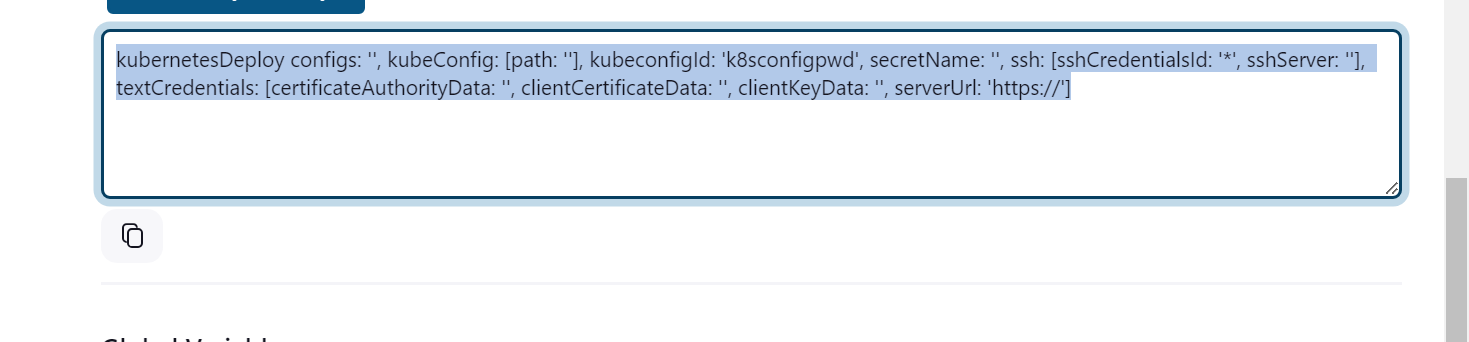 kubernetesDeploy configs: '', kubeConfig: [path: ''], kubeconfigId: 'k8sconfigpwd', secretName: '', ssh: [sshCredentialsId: '*', sshServer: ''],
textCredentials: [certificateAuthorityData: '', clientCertificateData: '', clientKeyData: '', serverUrl: 'https://']